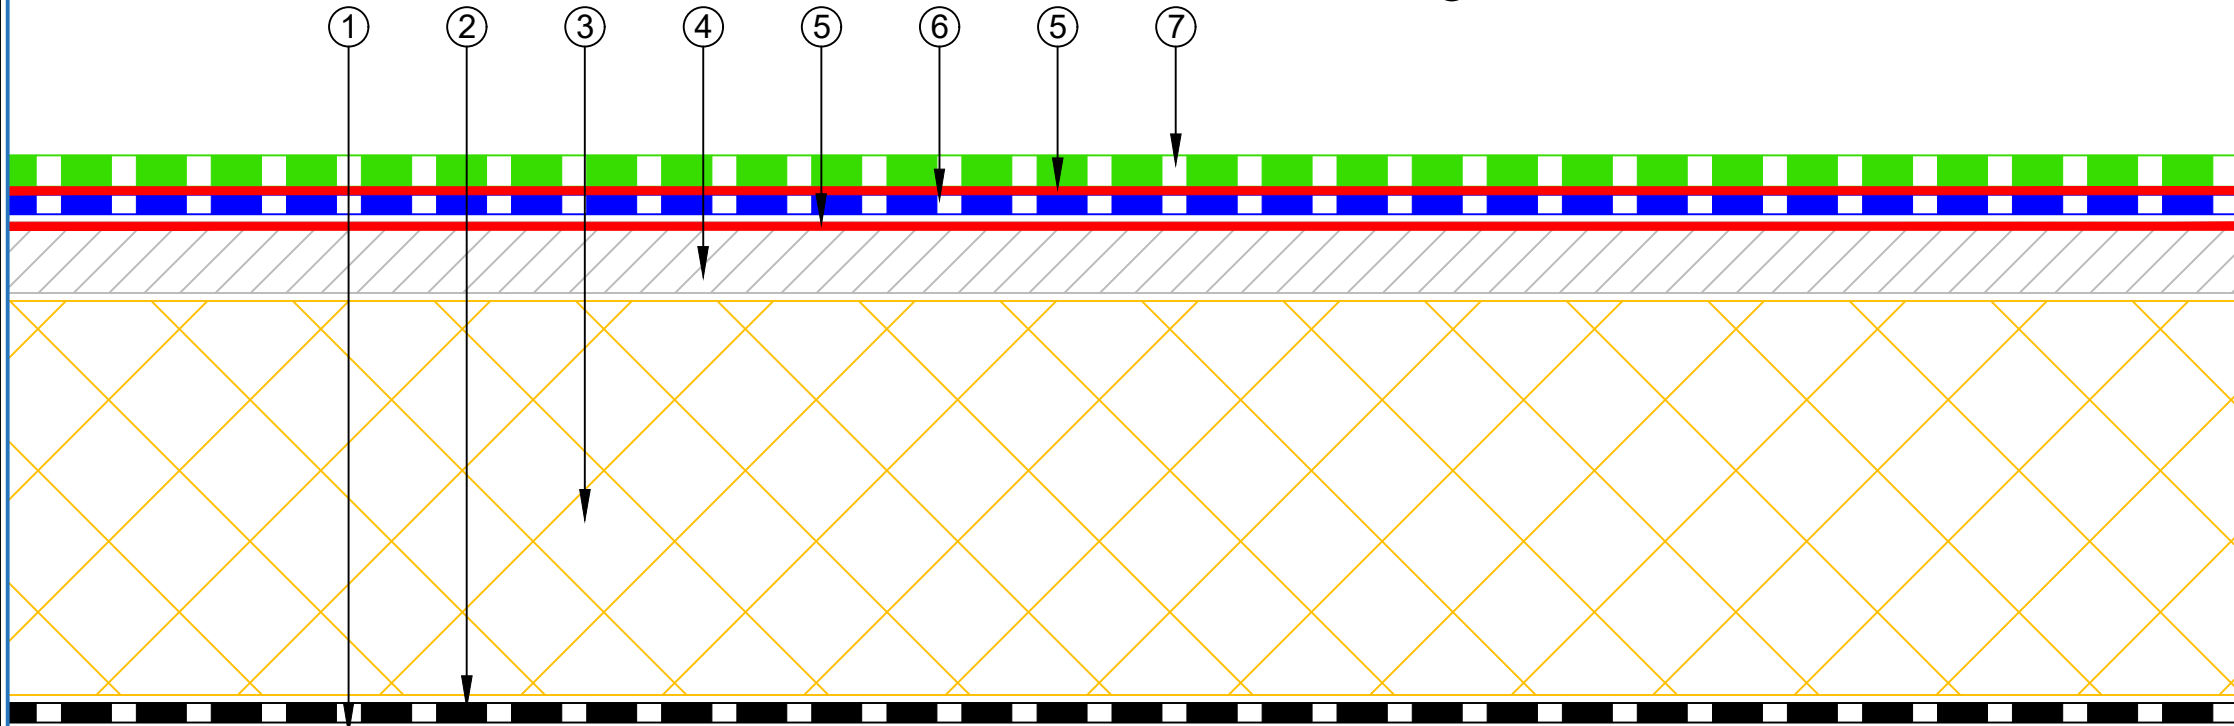 ① ② ③ ④ ⑤ ⑥ ⑤ ⑦